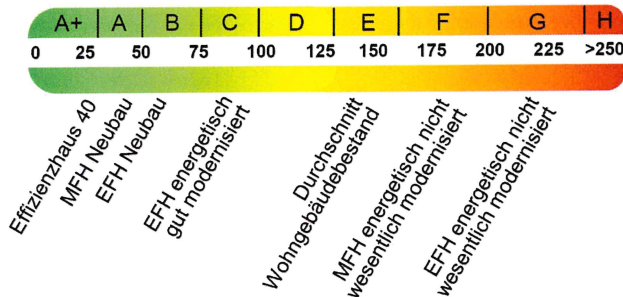 A+ A B C D E F G H
0 25 50 75 100 125 150 175 200 225 >250
Effizienzhaus 40
MFH Neubau
EFH Neubau
EFH energetisch
gut modernisiert
Durchschnitt
Wohngebäudebestand
MFH energetisch nicht
wesentlich modernisiert
EFH energetisch nicht
wesentlich modernisiert